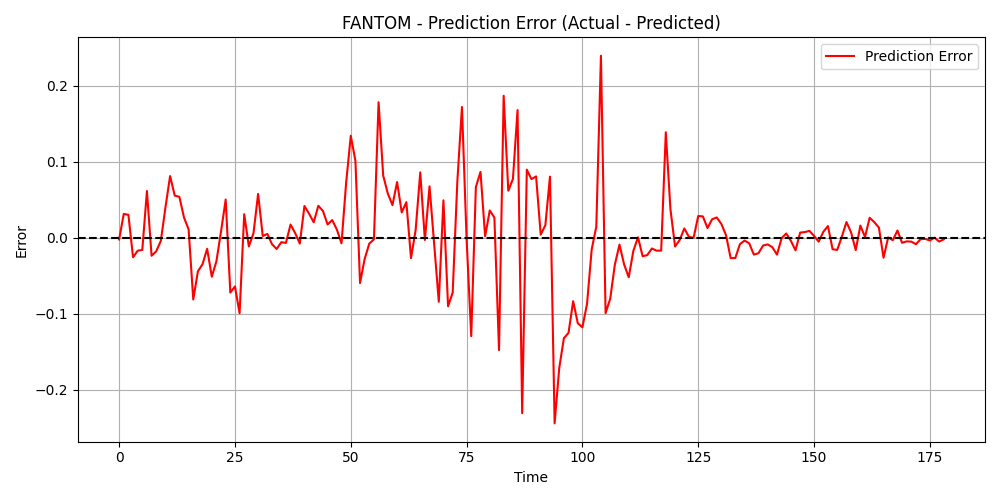 FANTOM - Prediction Error (Actual - Predicted)
Prediction Error
Error
0.2
0.1
0.0
−0.1
−0.2
0 25 50 75 100 125 150 175
Time